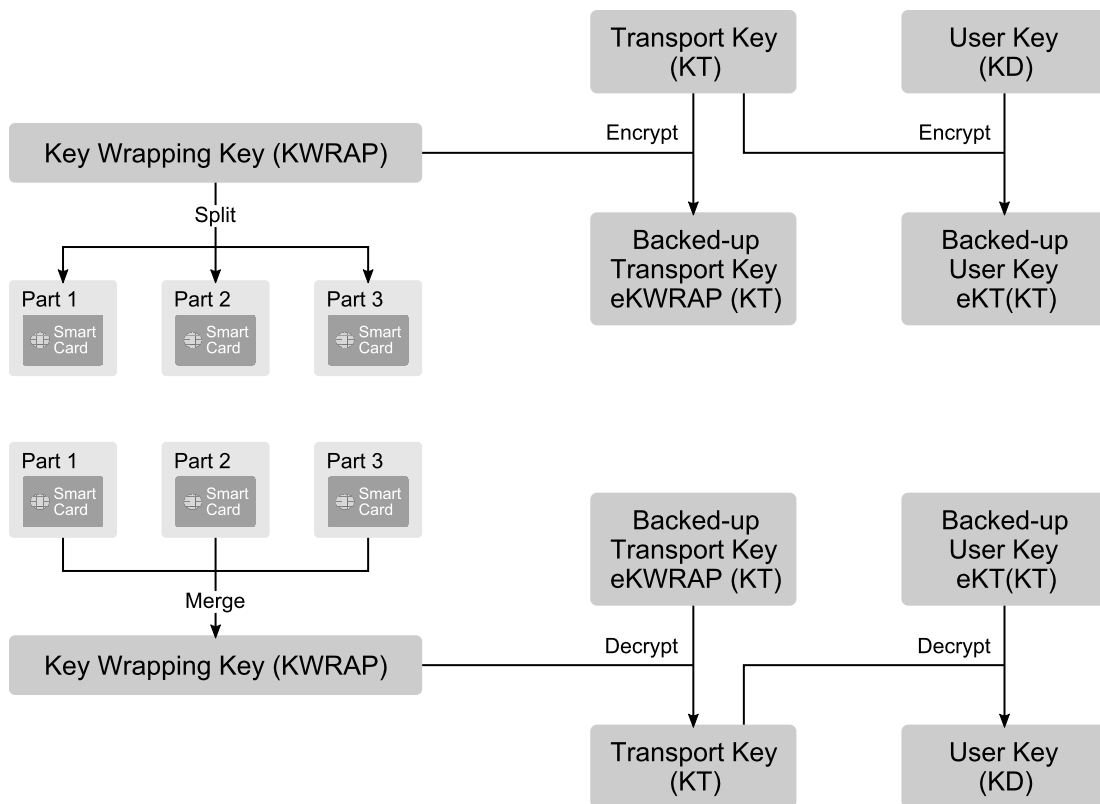 Transport Key
(KT)
User Key
(KD)
Encrypt
Encrypt
Key Wrapping Key (KWRAP)
Split
Backed-up
Transport Key
eKWRAP (KT)
Backed-up
User Key
eKT(KT)
Part 1
Smart
Card
Part 2
Smart
Card
Part 3
Smart
Card
Part 1
Smart
Card
Part 2
Smart
Card
Part 3
Smart
Card
Backed-up
Transport Key
eKWRAP (KT)
Backed-up
User Key
eKT(KT)
Merge
Key Wrapping Key (KWRAP)
Decrypt
Decrypt
Transport Key
(KT)
User Key
(KD)